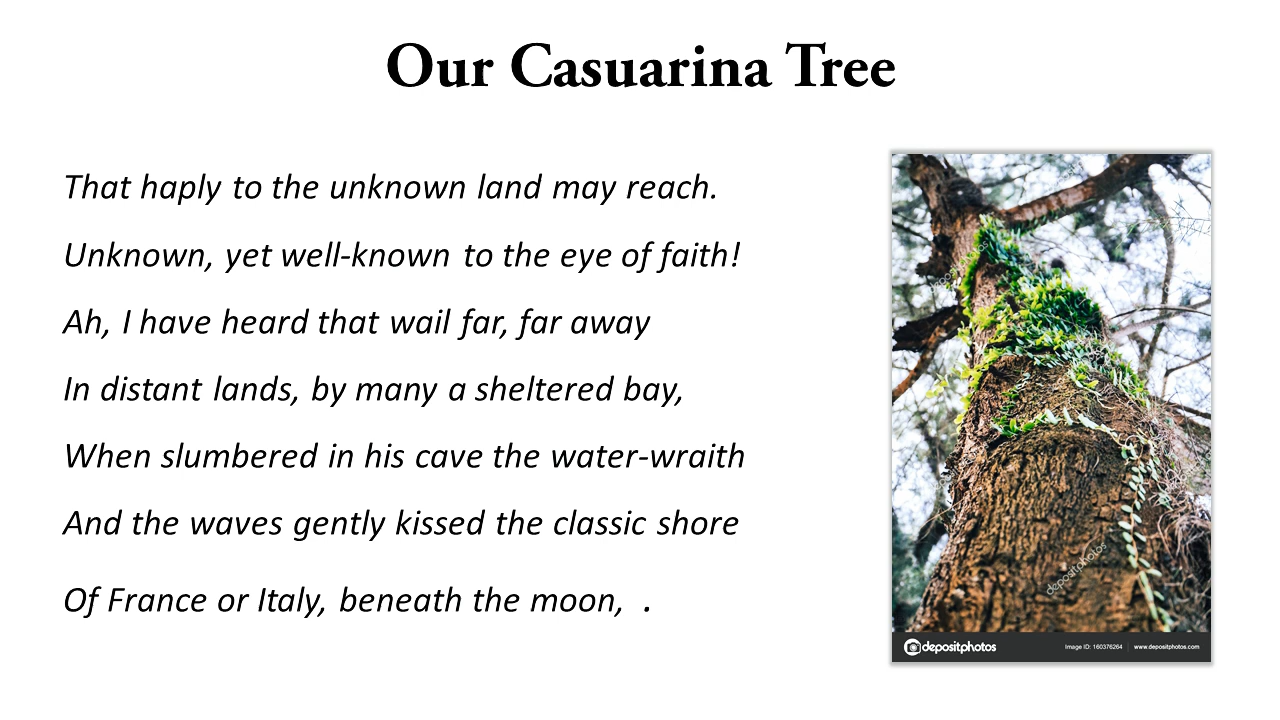 Our Casuarina Tree
That haply to the unknown land may reach.
Unknown, yet well-known to the eye of faith!
Ah, I have heard that wail far, far away
In distant lands, by many a sheltered bay,
When slumbered in his cave the water-wraith
And the waves gently kissed the classic shore
Of France or Italy, beneath the moon,  .
depositphotos
depositphotos
depositphotos
depositphotos Image ID: 160376264 | www.depositphotos.com